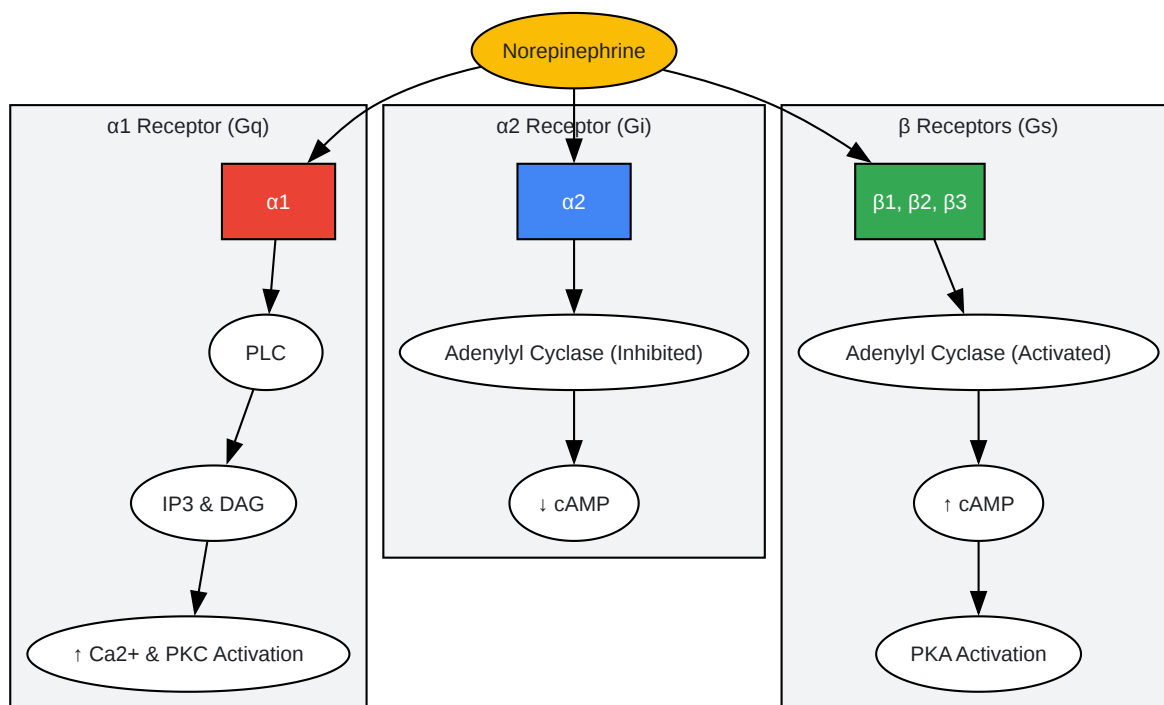 Norepinephrine
α1 Receptor (Gq)
α2 Receptor (Gi)
β Receptors (Gs)
α1
α2
β1, β2, β3
PLC
Adenylyl Cyclase (Inhibited)
Adenylyl Cyclase (Activated)
IP3 & DAG
↓ cAMP
↑ cAMP
↑ Ca2+ & PKC Activation
PKA Activation